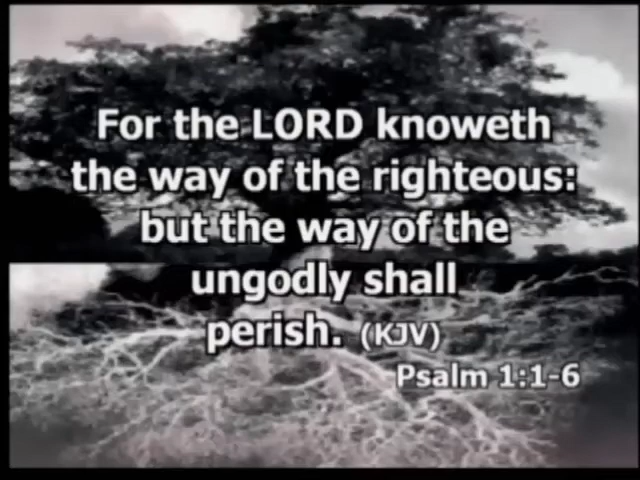 For the LORD knoweth
the way of the righteous:
but the way of the
ungodly shall
perish. (KJV)
Psalm 1:1-6